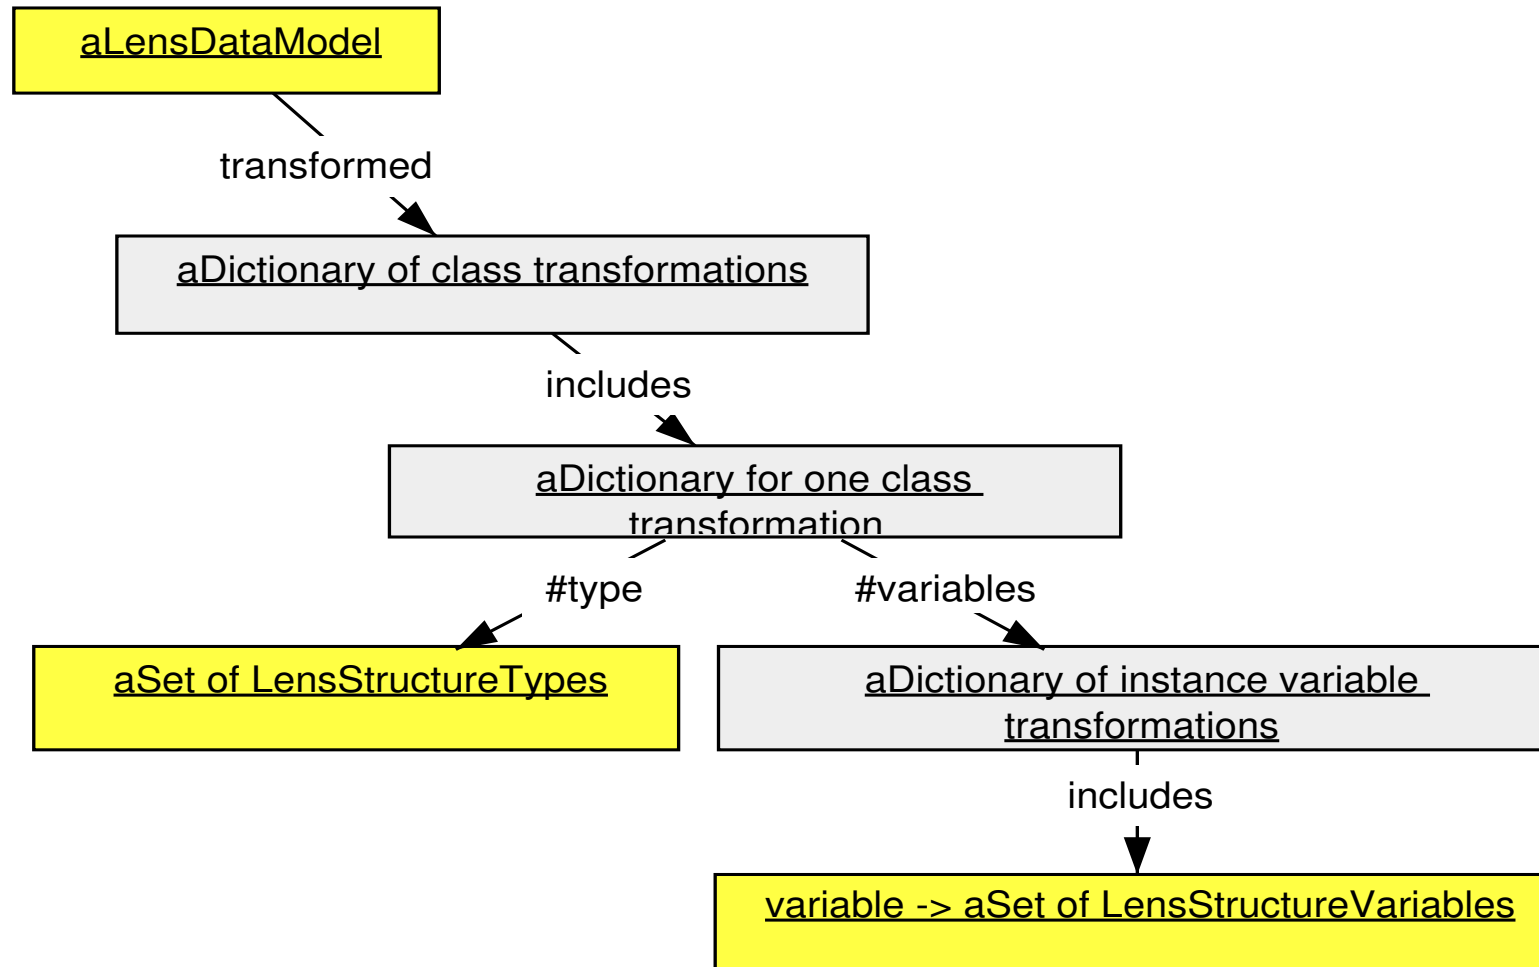 aLensDataModel
transformed
aDictionary of class transformations
includes
aDictionary for one class
transformation
#type
#variables
aSet of LensStructureTypes
aDictionary of instance variable
transformations
includes
variable -> aSet of LensStructureVariables